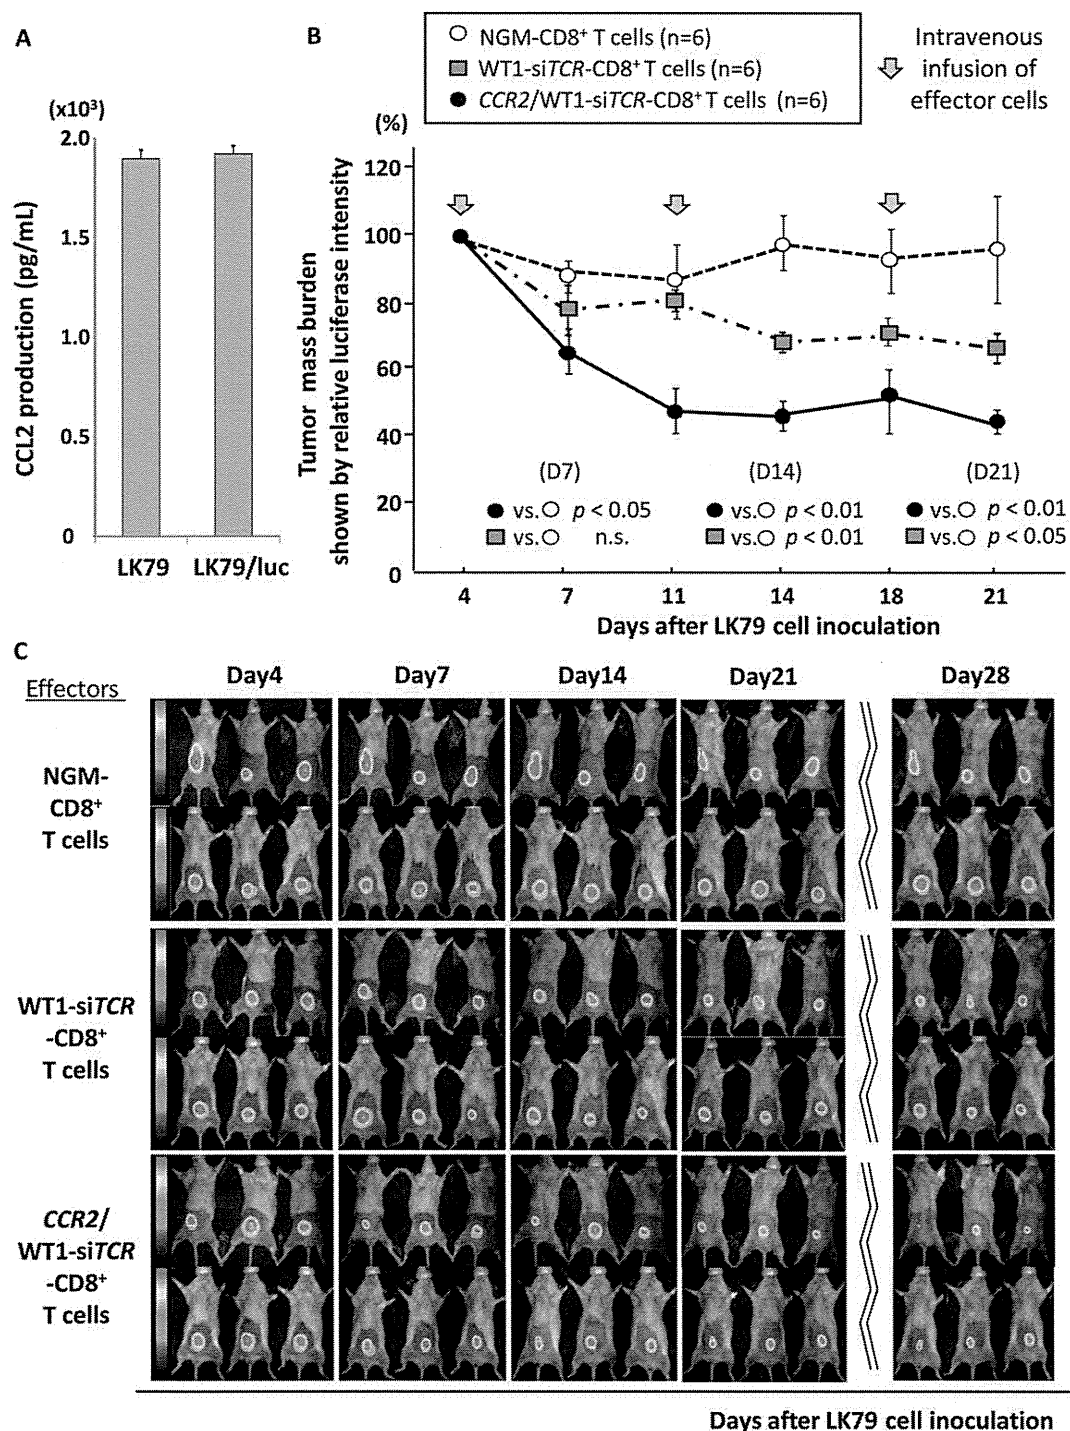 A
(x10³)
2.0
1.5
1.0
0.5
0
CCL2 production (pg/mL)
LK79
LK79/luc
B
NGM-CD8⁺ T cells (n=6)
WT1-siTCR-CD8⁺ T cells (n=6)
CCR2/WT1-siTCR-CD8⁺ T cells (n=6)
Intravenous
infusion of
effector cells
(%)
120
100
80
60
40
20
0
Tumor mass burden
shown by relative luciferase intensity
(D7)
(D14)
(D21)
● vs.○ p < 0.05
● vs.○ p < 0.01
● vs.○ p < 0.01
■ vs.○ n.s.
■ vs.○ p < 0.01
■ vs.○ p < 0.05
4
7
11
14
18
21
Days after LK79 cell inoculation
C
Effectors
Day4
Day7
Day14
Day21
Day28
NGM-
CD8⁺
T cells
WT1-siTCR
-CD8⁺
T cells
CCR2/
WT1-siTCR
-CD8⁺
T cells
Days after LK79 cell inoculation